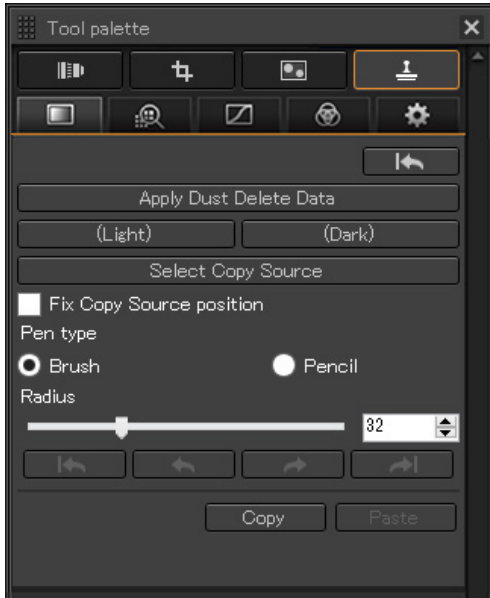 Tool palette
Apply Dust Delete Data
(Light) (Dark)
Select Copy Source
Fix Copy Source position
Pen type
Brush Pencil
Radius
32
Copy Paste